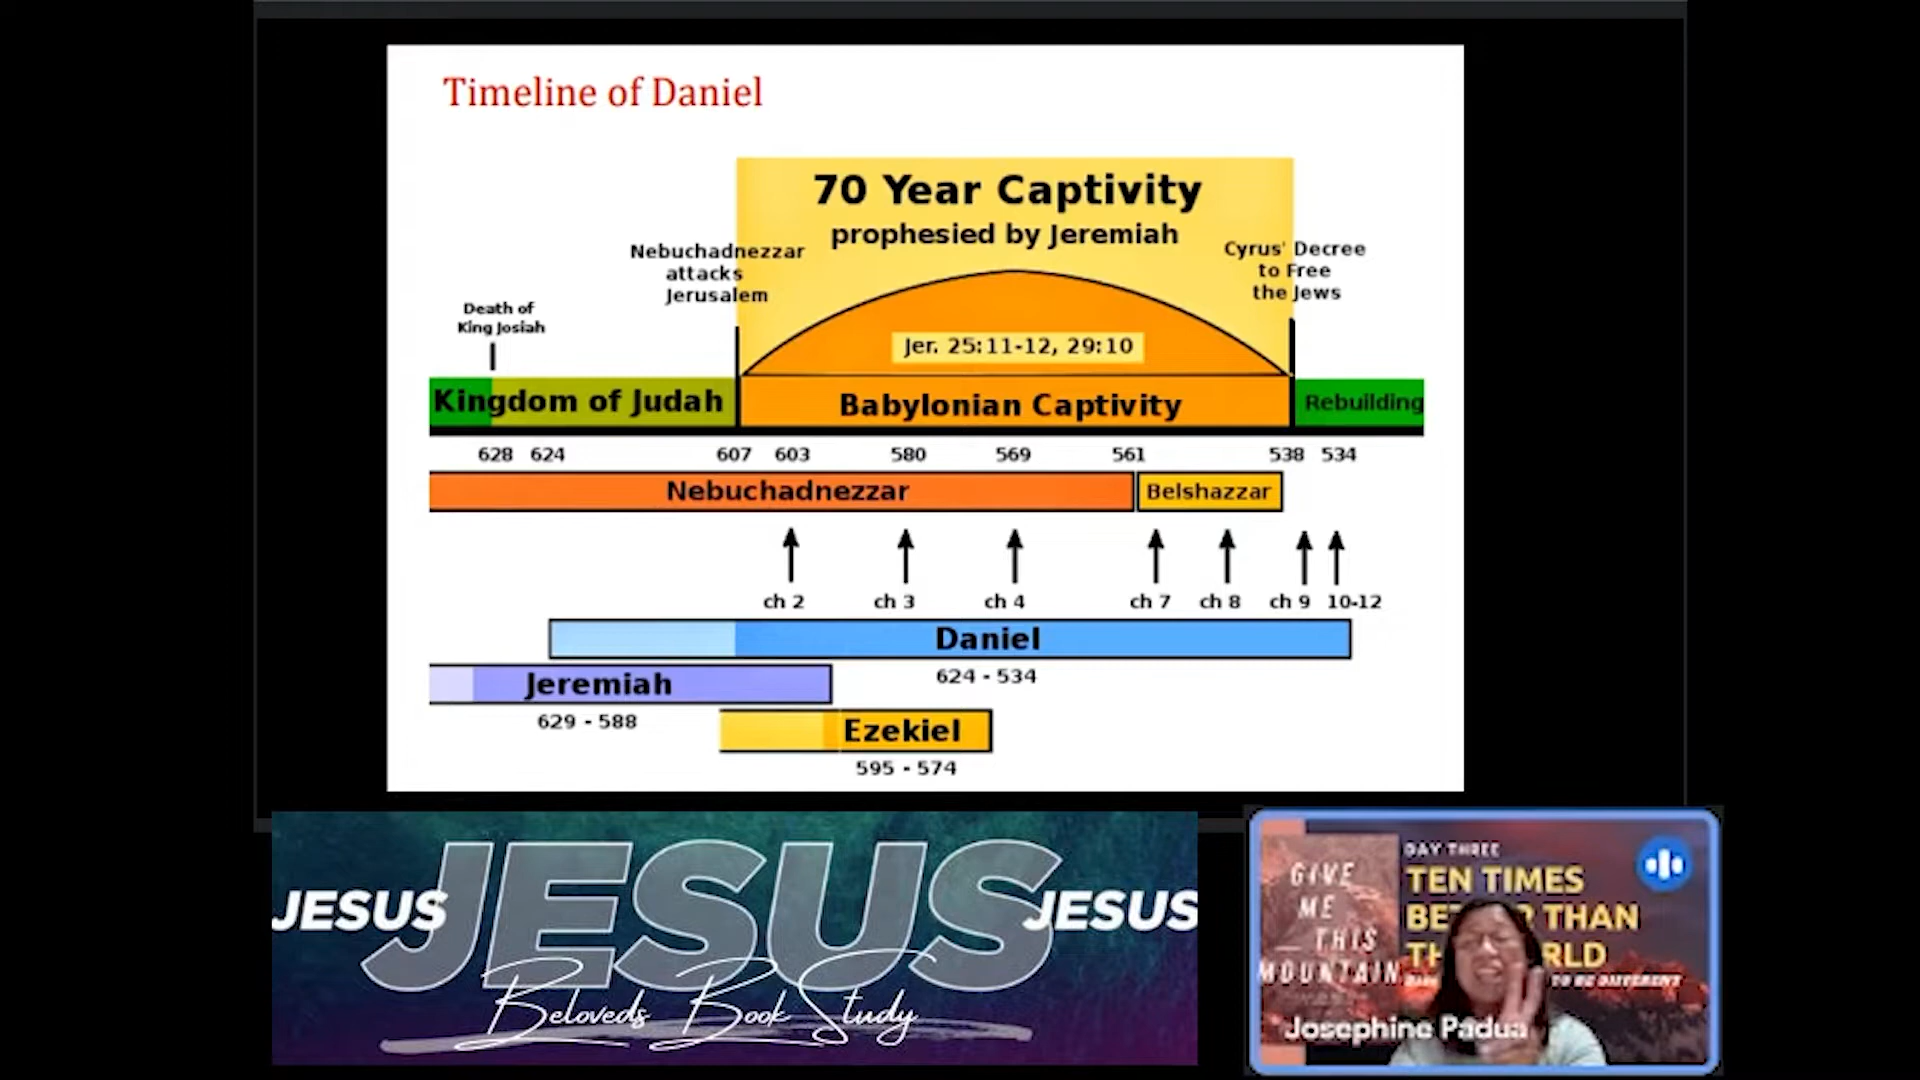 Timeline of Daniel
70 Year Captivity
prophesied by Jeremiah
Nebuchadnezzar
attacks
Jerusalem
Cyrus' Decree
to Free
the Jews
Death of
King Josiah
Jer. 25:11-12, 29:10
Kingdom of Judah
Babylonian Captivity
Rebuilding
628 624 607 603 580 569 561 538 534
Nebuchadnezzar
Belshazzar
ch 2 ch 3 ch 4 ch 7 ch 8 ch 9 10-12
Daniel
624 - 534
Jeremiah
629 - 588
Ezekiel
595 - 574
JESUS JESUS JESUS
Beloveds Book Study
GIVE
ME
THIS
MOUNTAIN
DAY THREE
TEN TIMES
THAN
TO BE DIFFERENT
Josephine Padua